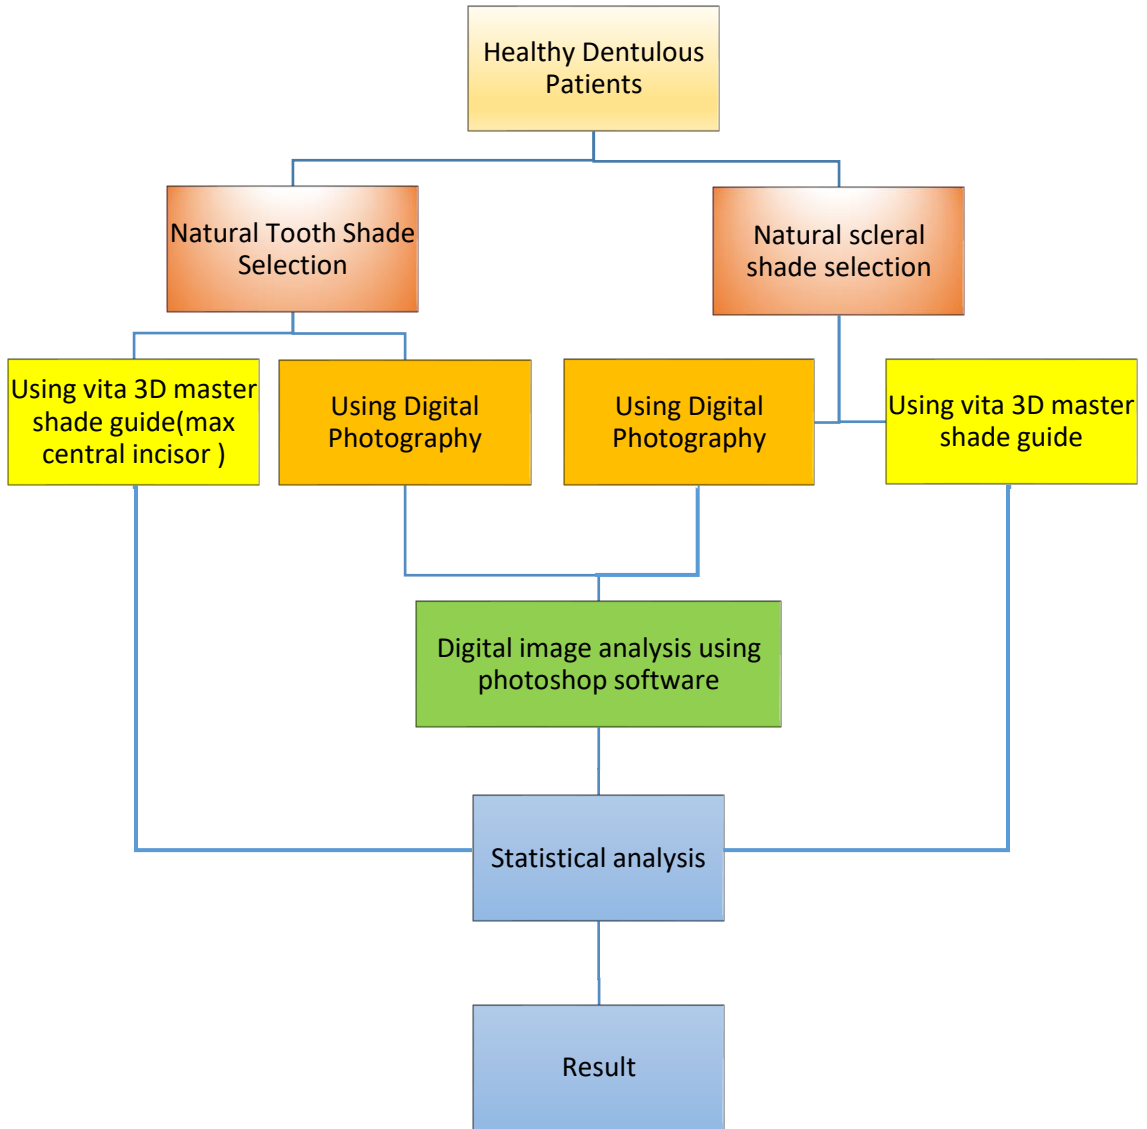 Healthy Dentulous
Patients
Natural Tooth Shade
Selection
Natural scleral
shade selection
Using vita 3D master
shade guide(max
central incisor )
Using Digital
Photography
Using Digital
Photography
Using vita 3D master
shade guide
Digital image analysis using
photoshop software
Statistical analysis
Result